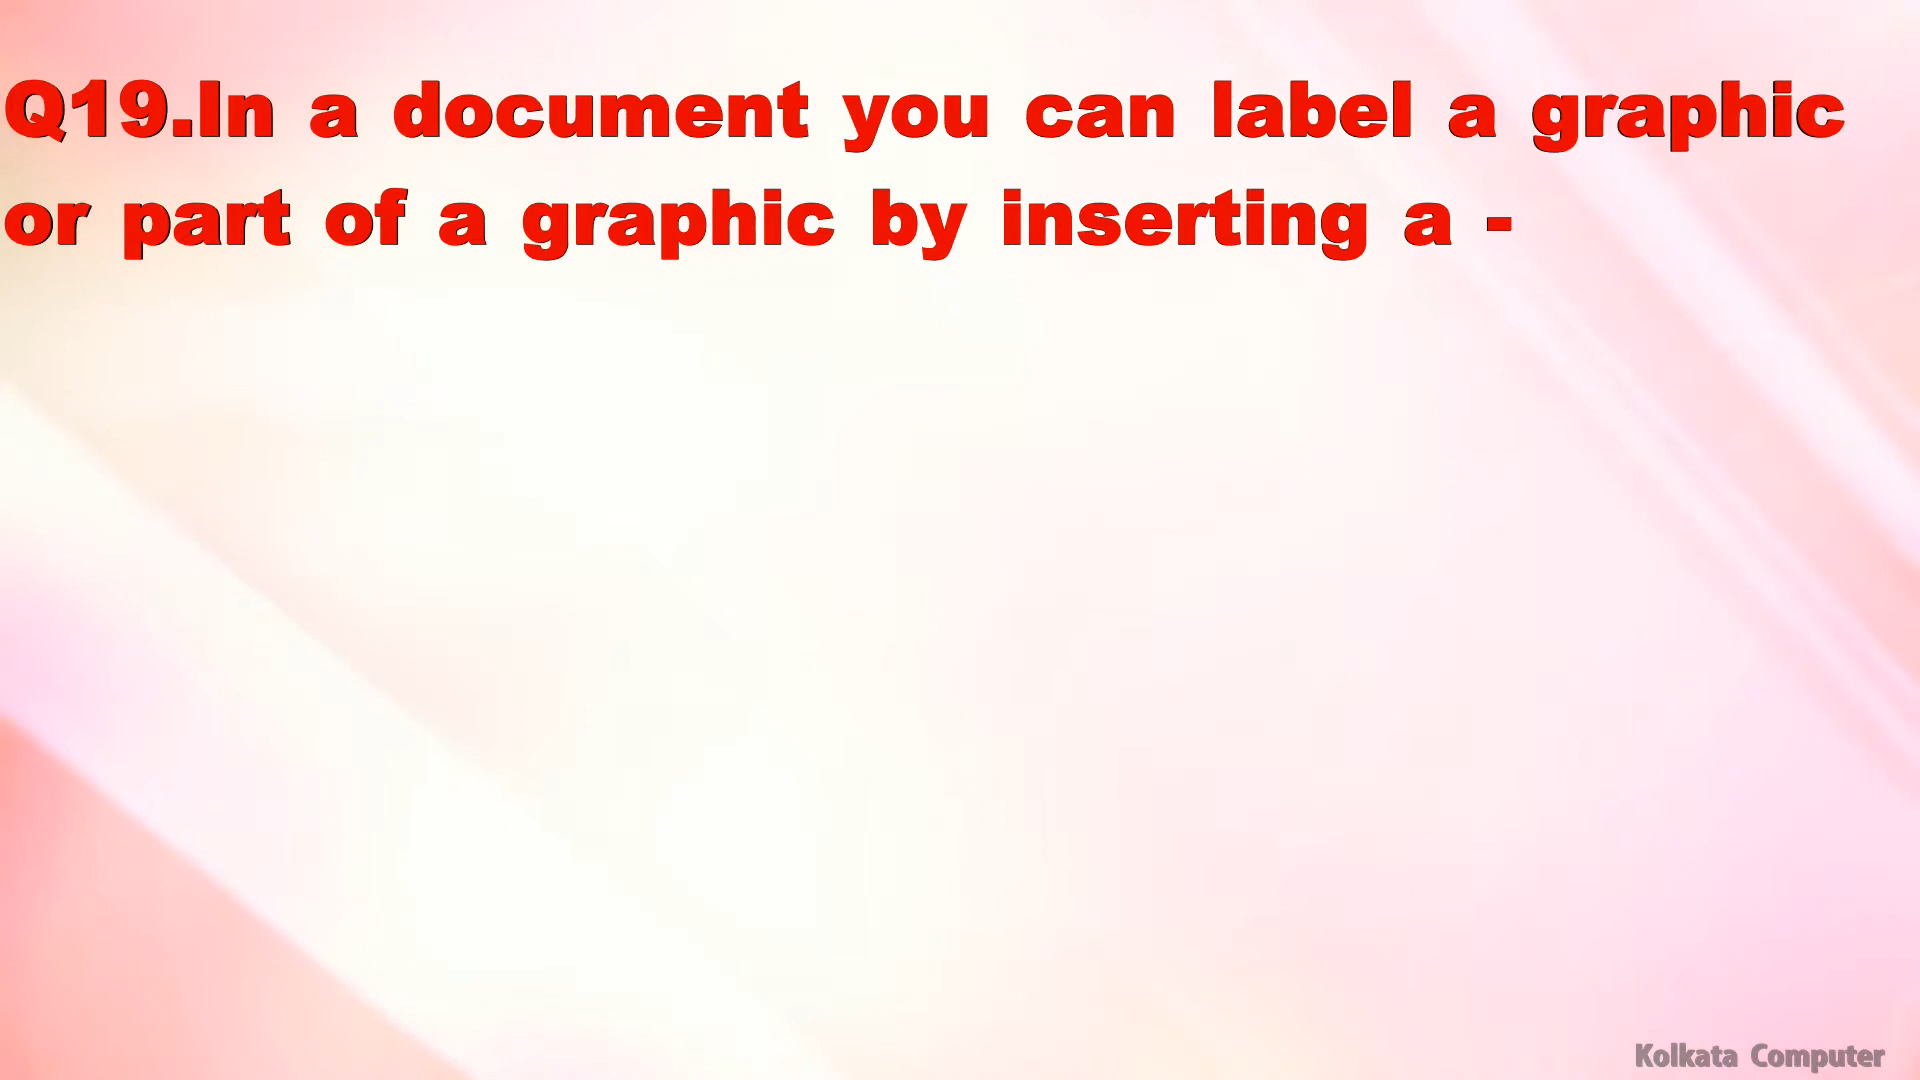 Q19.In a document you can label a graphic
or part of a graphic by inserting a -
Kolkata Computer